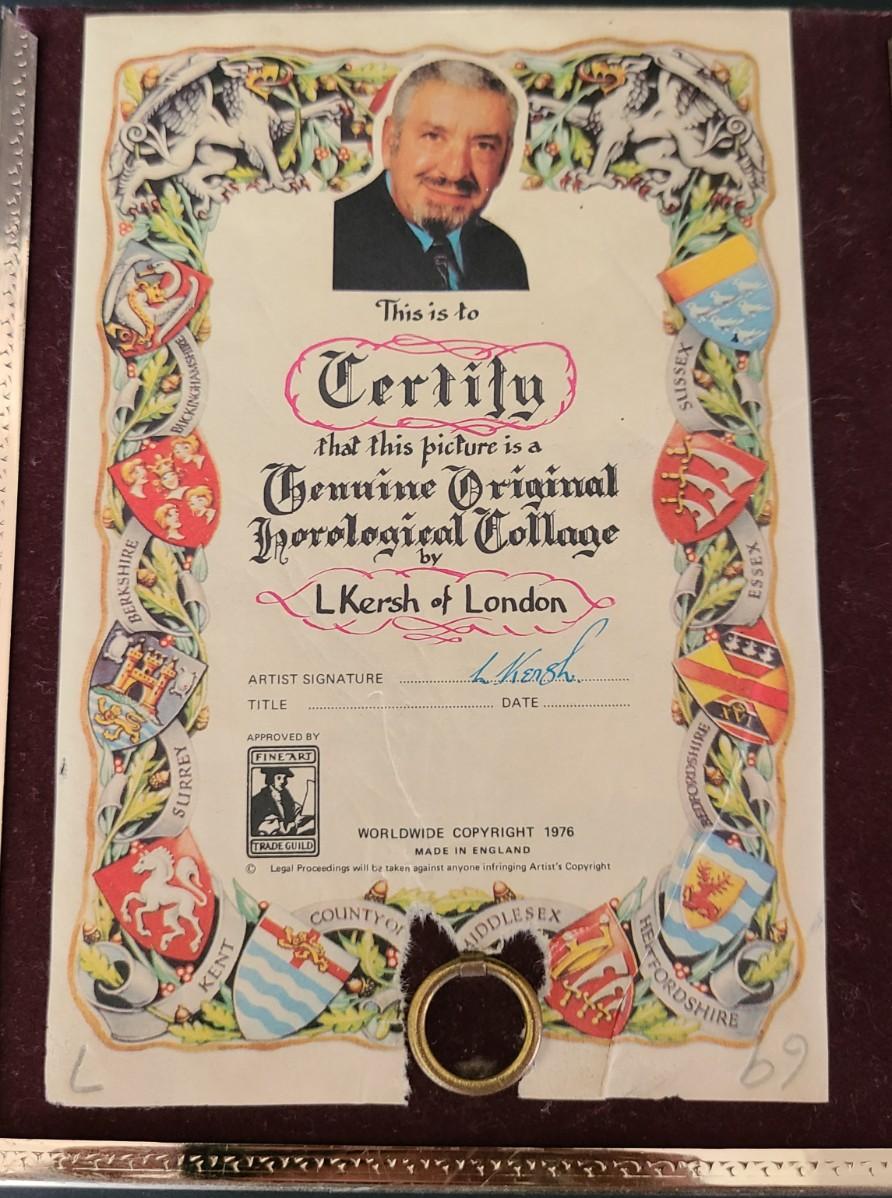 This is to
Certify
that this picture is a
Genuine Original
Horological Collage
by
L Kersh of London
ARTIST SIGNATURE L Kersh.
TITLE DATE
APPROVED BY
FINE ART
TRADE GUILD
WORLDWIDE COPYRIGHT 1976
MADE IN ENGLAND
© Legal Proceedings will be taken against anyone infringing Artist's Copyright
BUCKINGHAMSHIRE
BERKSHIRE
SURREY
KENT
COUNTY OF
MIDDLESEX
HERTFORDSHIRE
BEDFORDSHIRE
ESSEX
SUSSEX
7
69